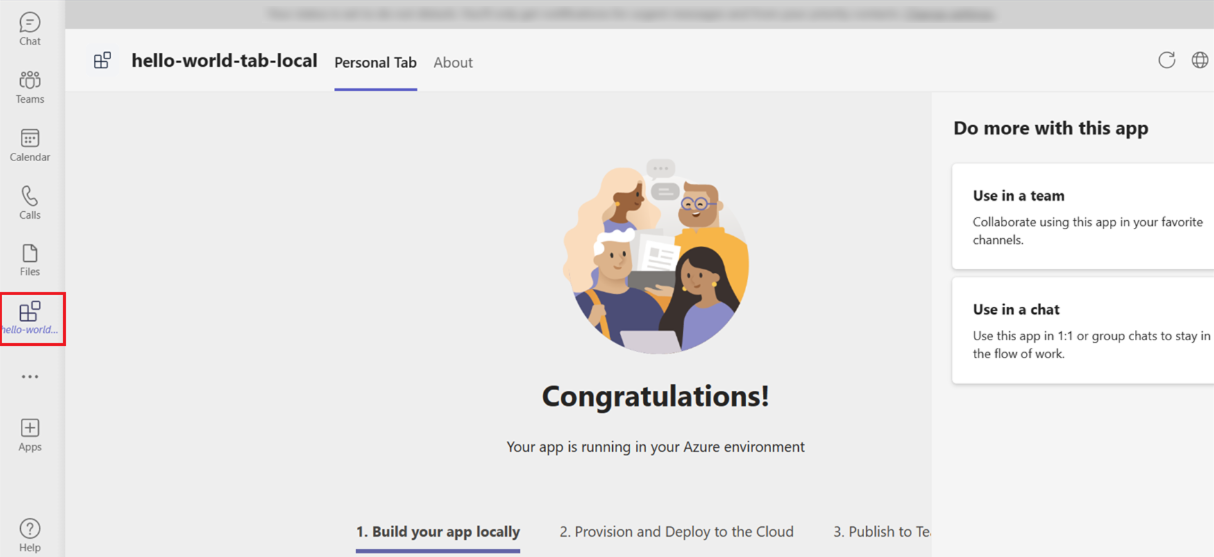 Chat
Teams
Calendar
Calls
Files
hello-world...
Apps
Help
hello-world-tab-local Personal Tab About
Congratulations!
Your app is running in your Azure environment
1. Build your app locally 2. Provision and Deploy to the Cloud 3. Publish to
Do more with this app
Use in a team
Collaborate using this app in your favorite
channels.
Use in a chat
Use this app in 1:1 or group chats to stay in
the flow of work.